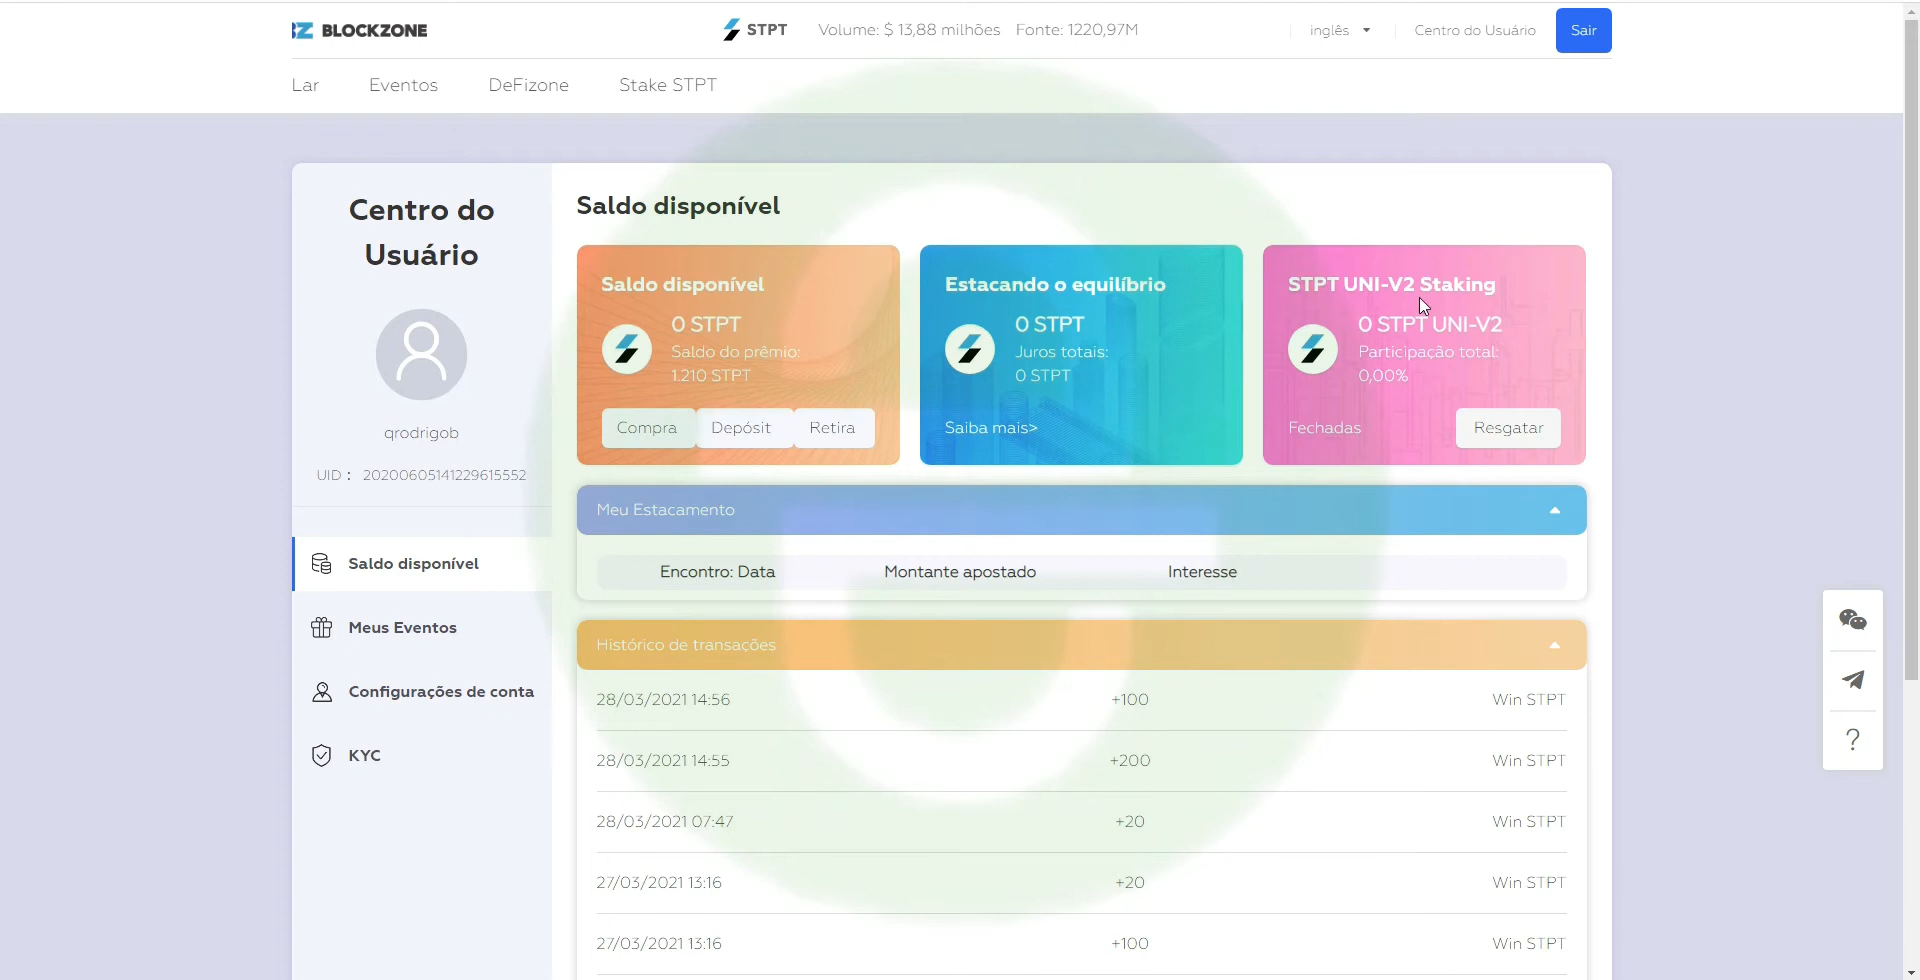 BLOCKZONE
STPT
Volume: $ 13,88 milhões
Fonte: 1220,97M
inglês
Centro do Usuário
Sair
Lar
Eventos
DeFizone
Stake STPT
Centro do
Usuário
qrodrigob
UID： 20200605141229615552
Saldo disponível
Meus Eventos
Configurações de conta
KYC
Saldo disponível
Saldo disponível
0 STPT
Saldo do prêmio:
1.210 STPT
Compra
Depósit
Retira
Estacando o equilíbrio
0 STPT
Juros totais:
0 STPT
Saiba mais>
STPT UNI-V2 Staking
0 STPT UNI-V2
Participação total:
0,00%
Fechadas
Resgatar
Meu Estacamento
Encontro: Data
Montante apostado
Interesse
Histórico de transações
28/03/2021 14:56 +100 Win STPT
28/03/2021 14:55 +200 Win STPT
28/03/2021 07:47 +20 Win STPT
27/03/2021 13:16 +20 Win STPT
27/03/2021 13:16 +100 Win STPT